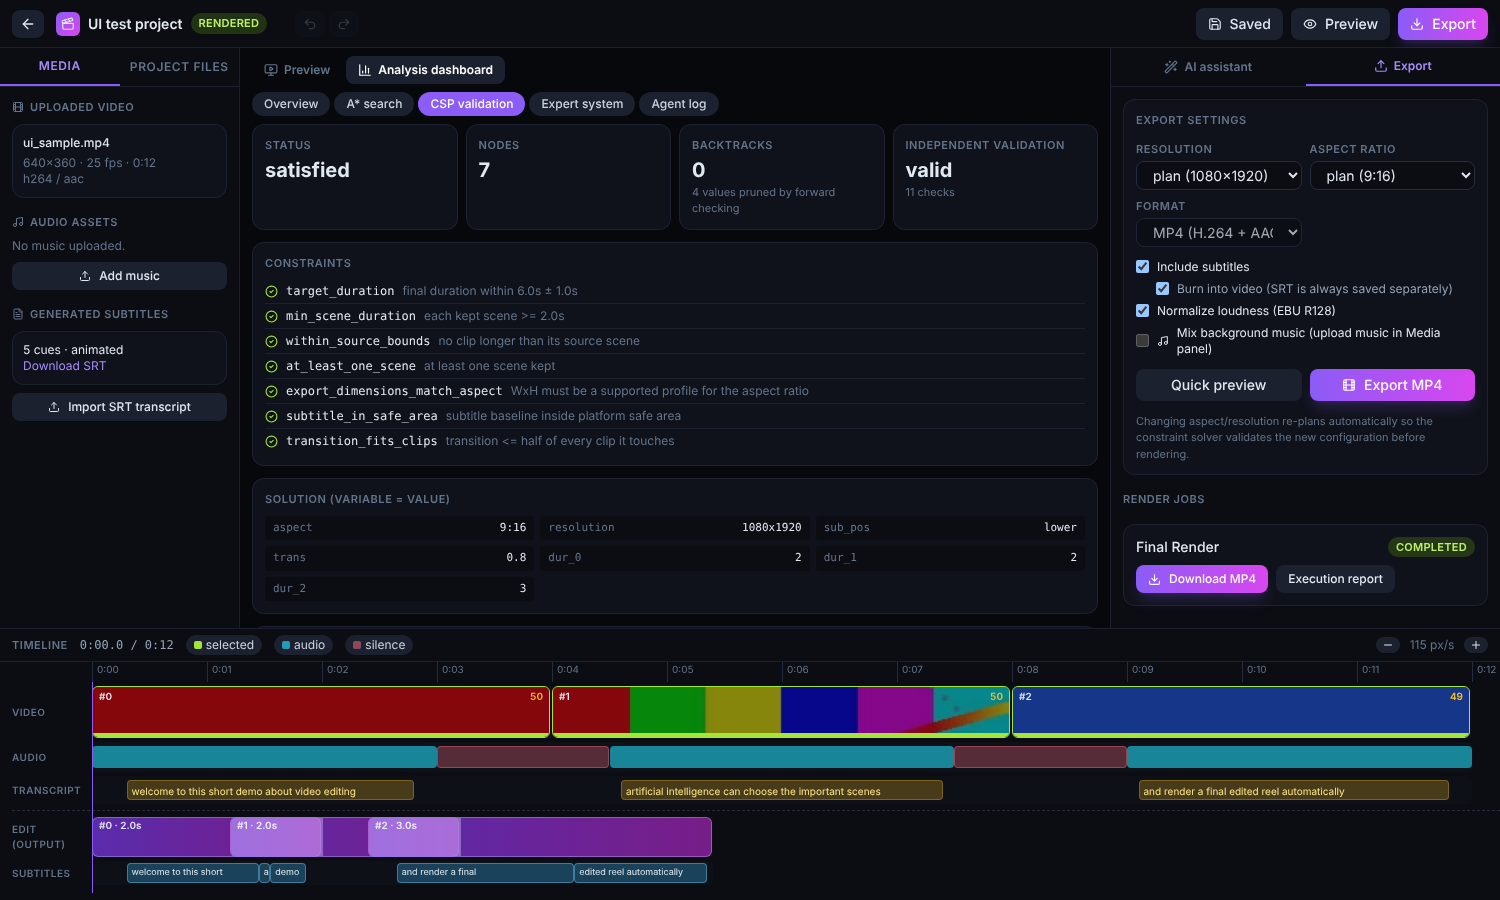 UI test project RENDERED
Saved Preview Export
MEDIA PROJECT FILES
UPLOADED VIDEO
ui_sample.mp4
640×360 · 25 fps · 0:12
h264 / aac
AUDIO ASSETS
No music uploaded.
Add music
GENERATED SUBTITLES
5 cues · animated
Download SRT
Import SRT transcript
Preview Analysis dashboard
Overview A* search CSP validation Expert system Agent log
STATUS
satisfied
NODES
7
BACKTRACKS
0
4 values pruned by forward
checking
INDEPENDENT VALIDATION
valid
11 checks
CONSTRAINTS
target_duration final duration within 6.0s ± 1.0s
min_scene_duration each kept scene >= 2.0s
within_source_bounds no clip longer than its source scene
at_least_one_scene at least one scene kept
export_dimensions_match_aspect WxH must be a supported profile for the aspect ratio
subtitle_in_safe_area subtitle baseline inside platform safe area
transition_fits_clips transition <= half of every clip it touches
SOLUTION (VARIABLE = VALUE)
aspect 9:16 resolution 1080x1920 sub_pos lower
trans 0.8 dur_0 2 dur_1 2
dur_2 3
AI assistant Export
EXPORT SETTINGS
RESOLUTION ASPECT RATIO
plan (1080×1920) plan (9:16)
FORMAT
MP4 (H.264 + AAC
Include subtitles
Burn into video (SRT is always saved separately)
Normalize loudness (EBU R128)
Mix background music (upload music in Media
panel)
Quick preview Export MP4
Changing aspect/resolution re-plans automatically so the
constraint solver validates the new configuration before
rendering.
RENDER JOBS
Final Render COMPLETED
Download MP4 Execution report
TIMELINE 0:00.0 / 0:12 selected audio silence 115 px/s
0:00 0:01 0:02 0:03 0:04 0:05 0:06 0:07 0:08 0:09 0:10 0:11 0:12
VIDEO #0 50 #1 50 #2 49
AUDIO
TRANSCRIPT welcome to this short demo about video editing artificial intelligence can choose the important scenes and render a final edited reel automatically
EDIT
(OUTPUT)
#0 · 2.0s #1 · 2.0s #2 · 3.0s
SUBTITLES welcome to this short a demo and render a final edited reel automatically